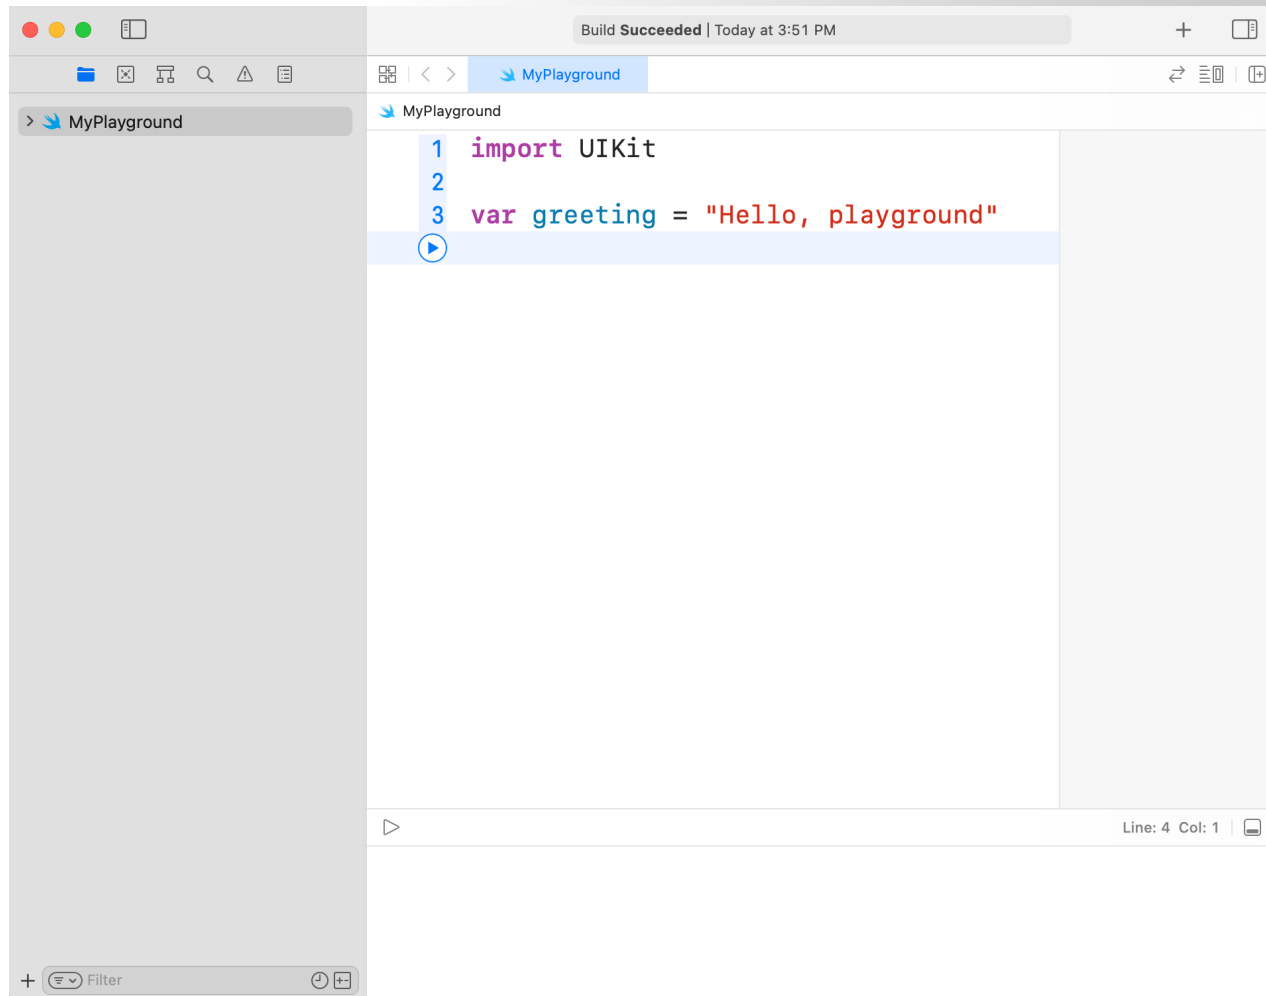 Build Succeeded | Today at 3:51 PM
MyPlayground
MyPlayground
MyPlayground
1 import UIKit
2
3 var greeting = "Hello, playground"
Line: 4 Col: 1
Filter